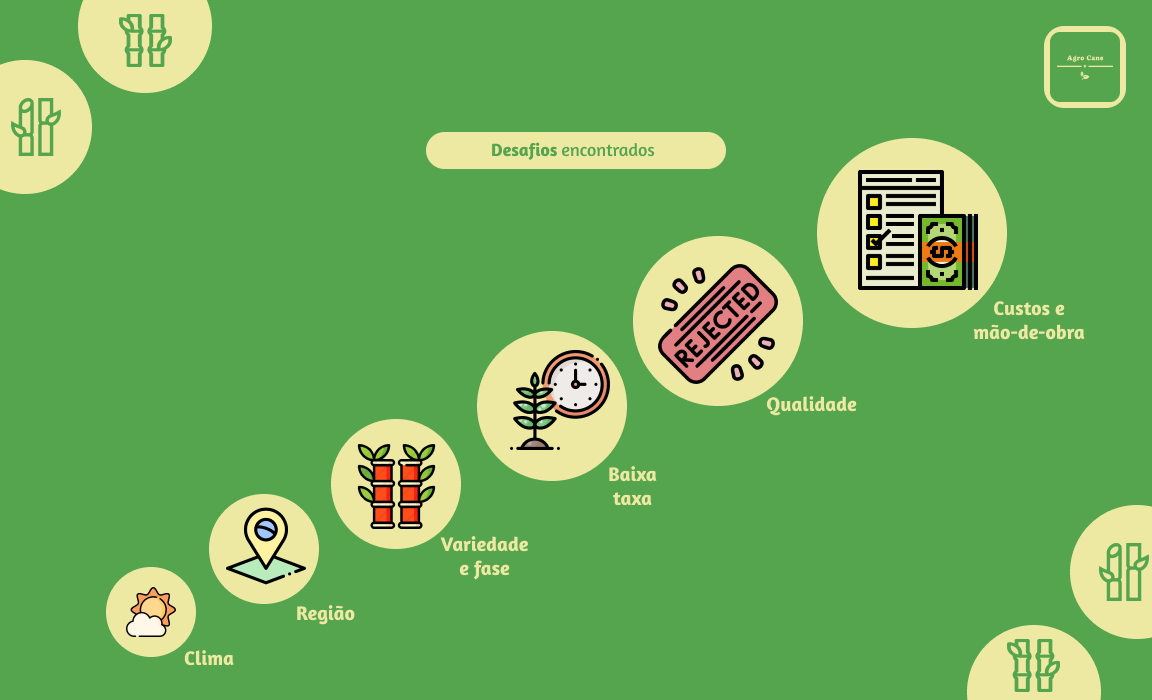 Agro Cane
Desafios encontrados
REJECTED
Custos e
mão-de-obra
Qualidade
Baixa
taxa
Variedade
e fase
Região
Clima